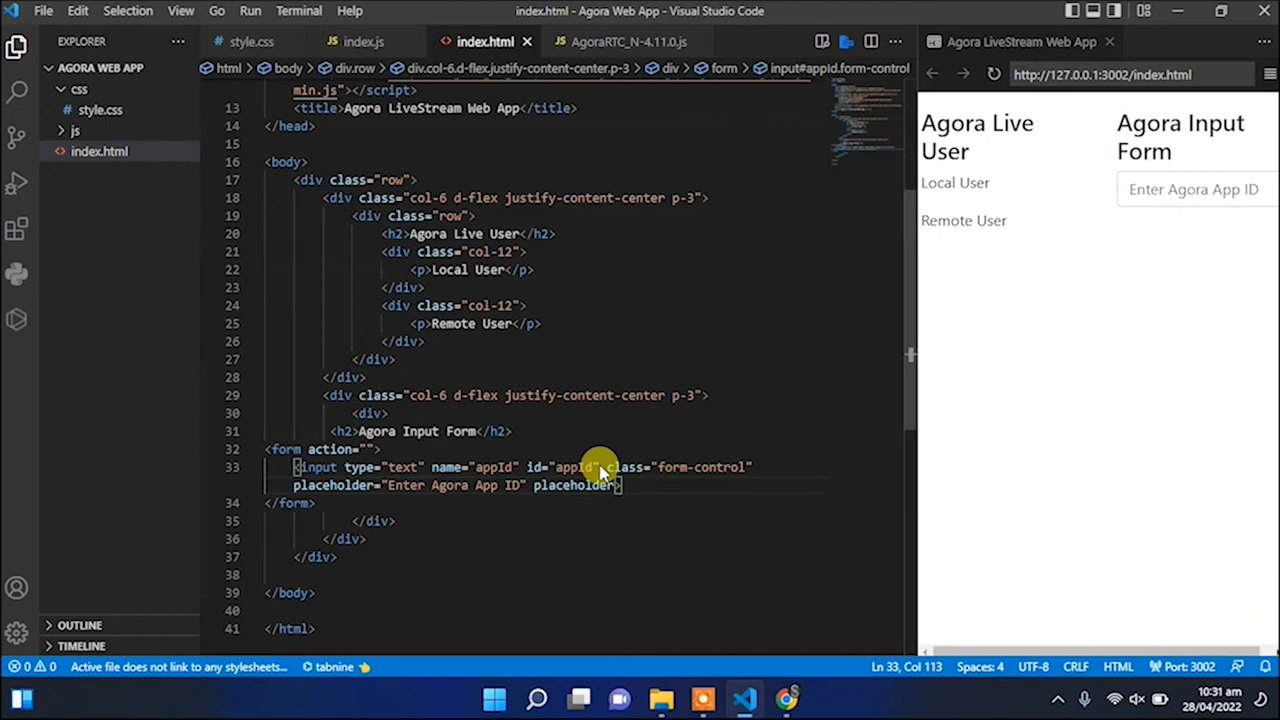 File Edit Selection View Go Run Terminal Help index.html - Agora Web App - Visual Studio Code
EXPLORER
style.css JS index.js <> index.html JS AgoraRTC_N-4.11.0.js
Agora LiveStream Web App
AGORA WEB APP
css
style.css
js
<> index.html
html > body > div.row > div.col-6.d-flex.justify-content-center.p-3 > div > form > input#appId.form-control
http://127.0.0.1:3002/index.html
min.js"></script>
13 <title>Agora LiveStream Web App</title>
14 </head>
15
16 <body>
17 <div class="row">
18 <div class="col-6 d-flex justify-content-center p-3">
19 <div class="row">
20 <h2>Agora Live User</h2>
21 <div class="col-12">
22 <p>Local User</p>
23 </div>
24 <div class="col-12">
25 <p>Remote User</p>
26 </div>
27 </div>
28 </div>
29 <div class="col-6 d-flex justify-content-center p-3">
30 <div>
31 <h2>Agora Input Form</h2>
32 <form action="">
33 <input type="text" name="appId" id="appId" class="form-control"
placeholder="Enter Agora App ID" placeholder>
34 </form>
35 </div>
36 </div>
37 </div>
38
39 </body>
40
41 </html>
Agora Live
User
Local User
Remote User
Agora Input
Form
Enter Agora App ID
OUTLINE
TIMELINE
0 0 Active file does not link to any stylesheets... tabnine Ln 33, Col 113 Spaces: 4 UTF-8 CRLF HTML Port: 3002
10:31 am
28/04/2022